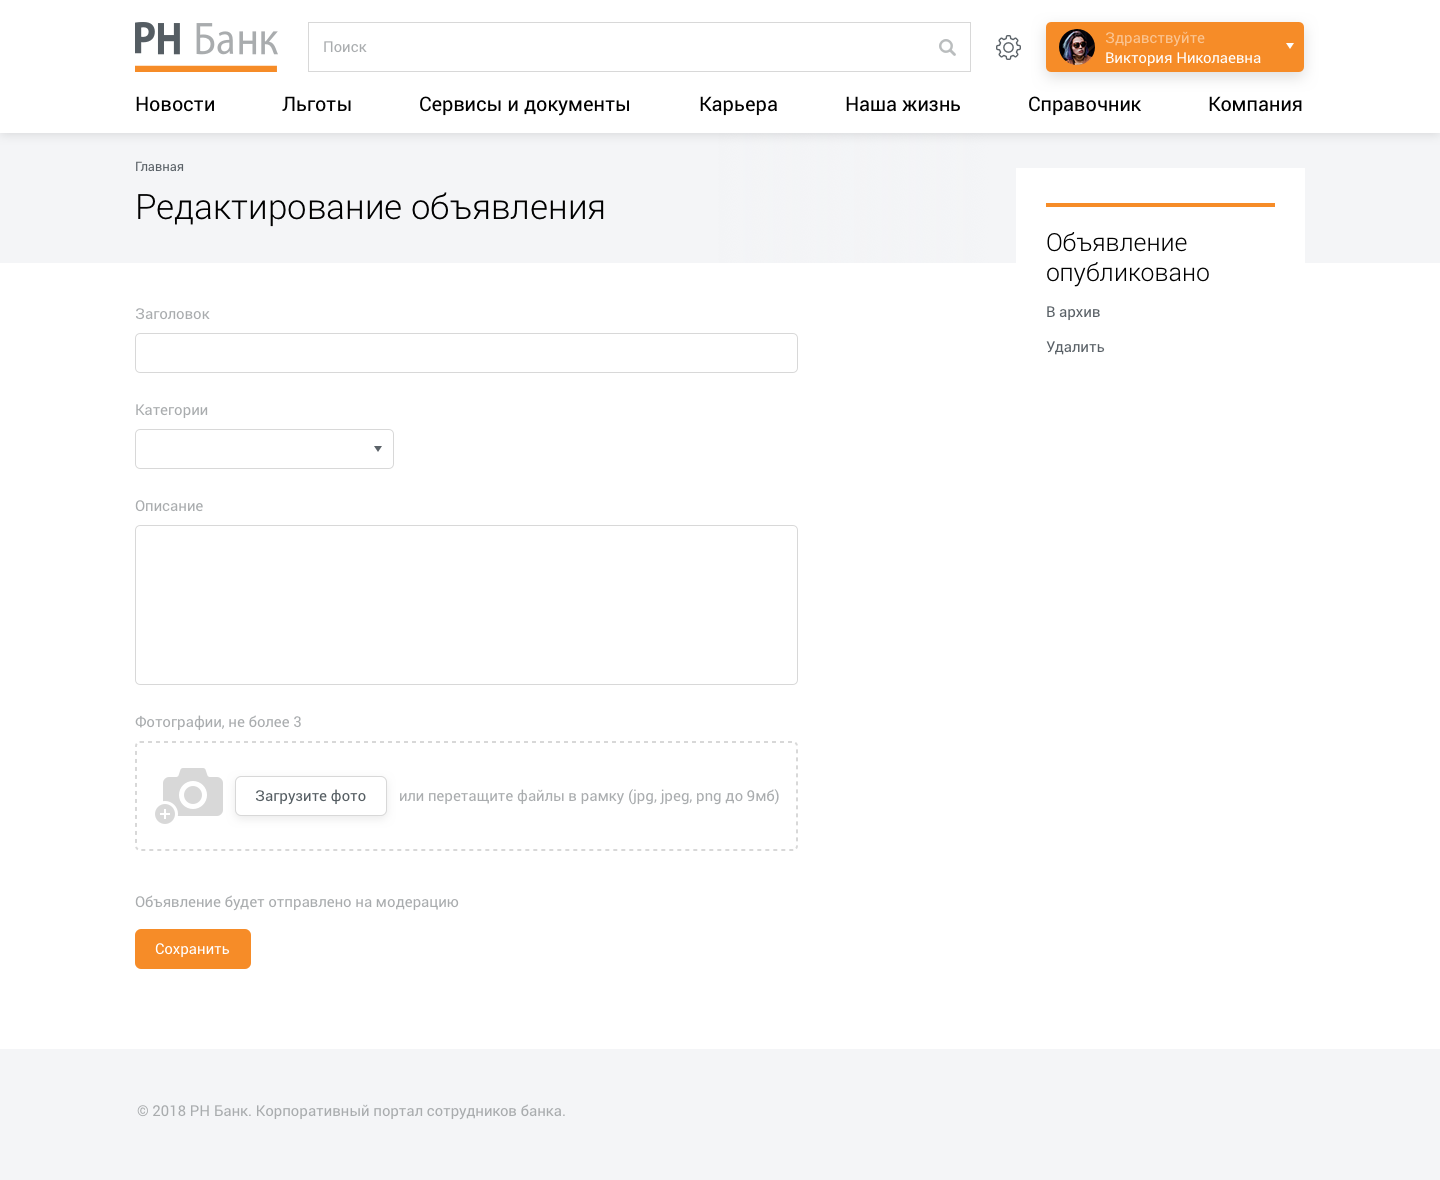 РН Банк
Поиск
Здравствуйте
Виктория Николаевна
Новости
Льготы
Сервисы и документы
Карьера
Наша жизнь
Справочник
Компания
Главная
Редактирование объявления
Объявление
опубликовано
В архив
Удалить
Заголовок
Категории
Описание
Фотографии, не более 3
Загрузите фото
или перетащите файлы в рамку (jpg, jpeg, png до 9мб)
Объявление будет отправлено на модерацию
Сохранить
© 2018 РН Банк. Корпоративный портал сотрудников банка.